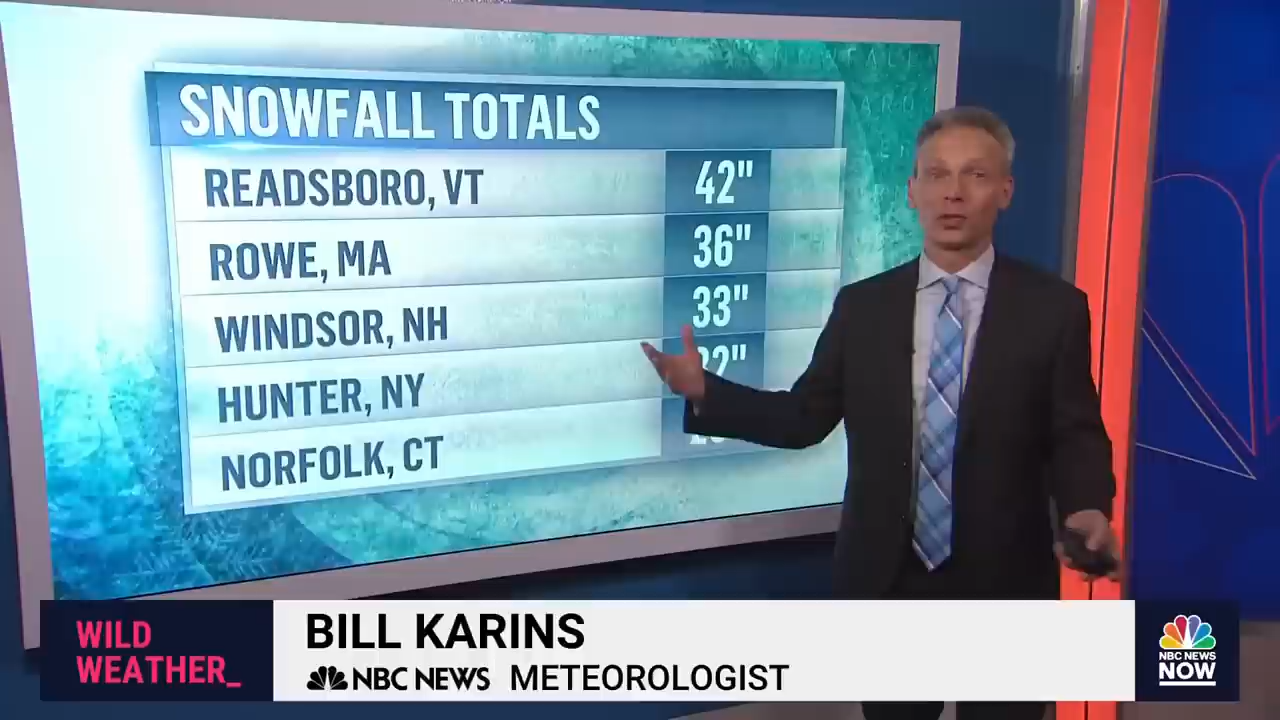 SNOWFALL TOTALS
READSBORO, VT 42"
ROWE, MA 36"
WINDSOR, NH 33"
HUNTER, NY
NORFOLK, CT
WILD
WEATHER_
BILL KARINS
NBC NEWS METEOROLOGIST
NBC NEWS
NOW